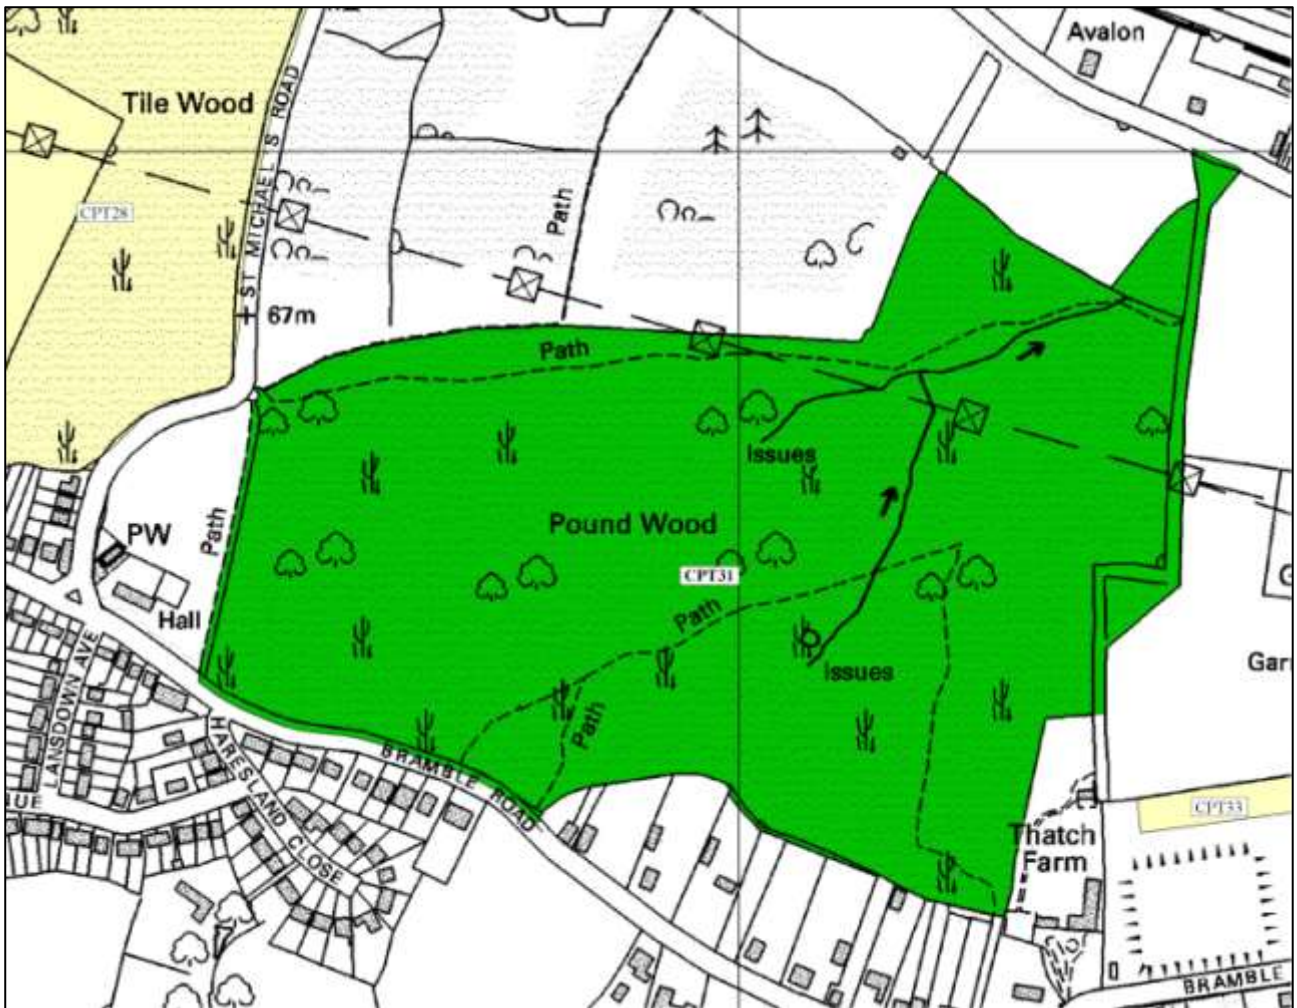 Avalon
Tile Wood
ST MICHAEL S ROAD
CPT28
Path
67m
Path
Issues
Pound Wood
PW
Path
CPT31
Hall
Path
Issues
Path
LANSDOWN AVE
HARESLAND CLOSE
BRAMBLE ROAD
NUE
CPT33
Thatch
Farm
G
Gar
BRAMBLE